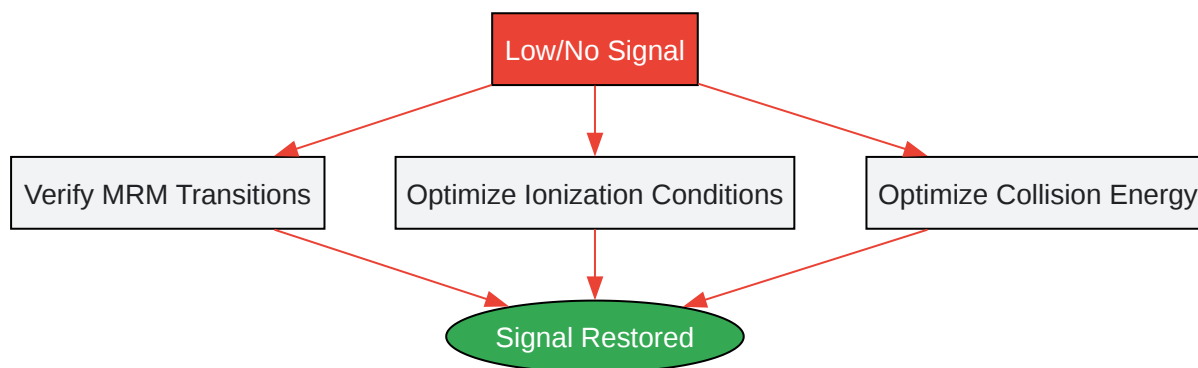 Low/No Signal
Verify MRM Transitions
Optimize Ionization Conditions
Optimize Collision Energy
Signal Restored